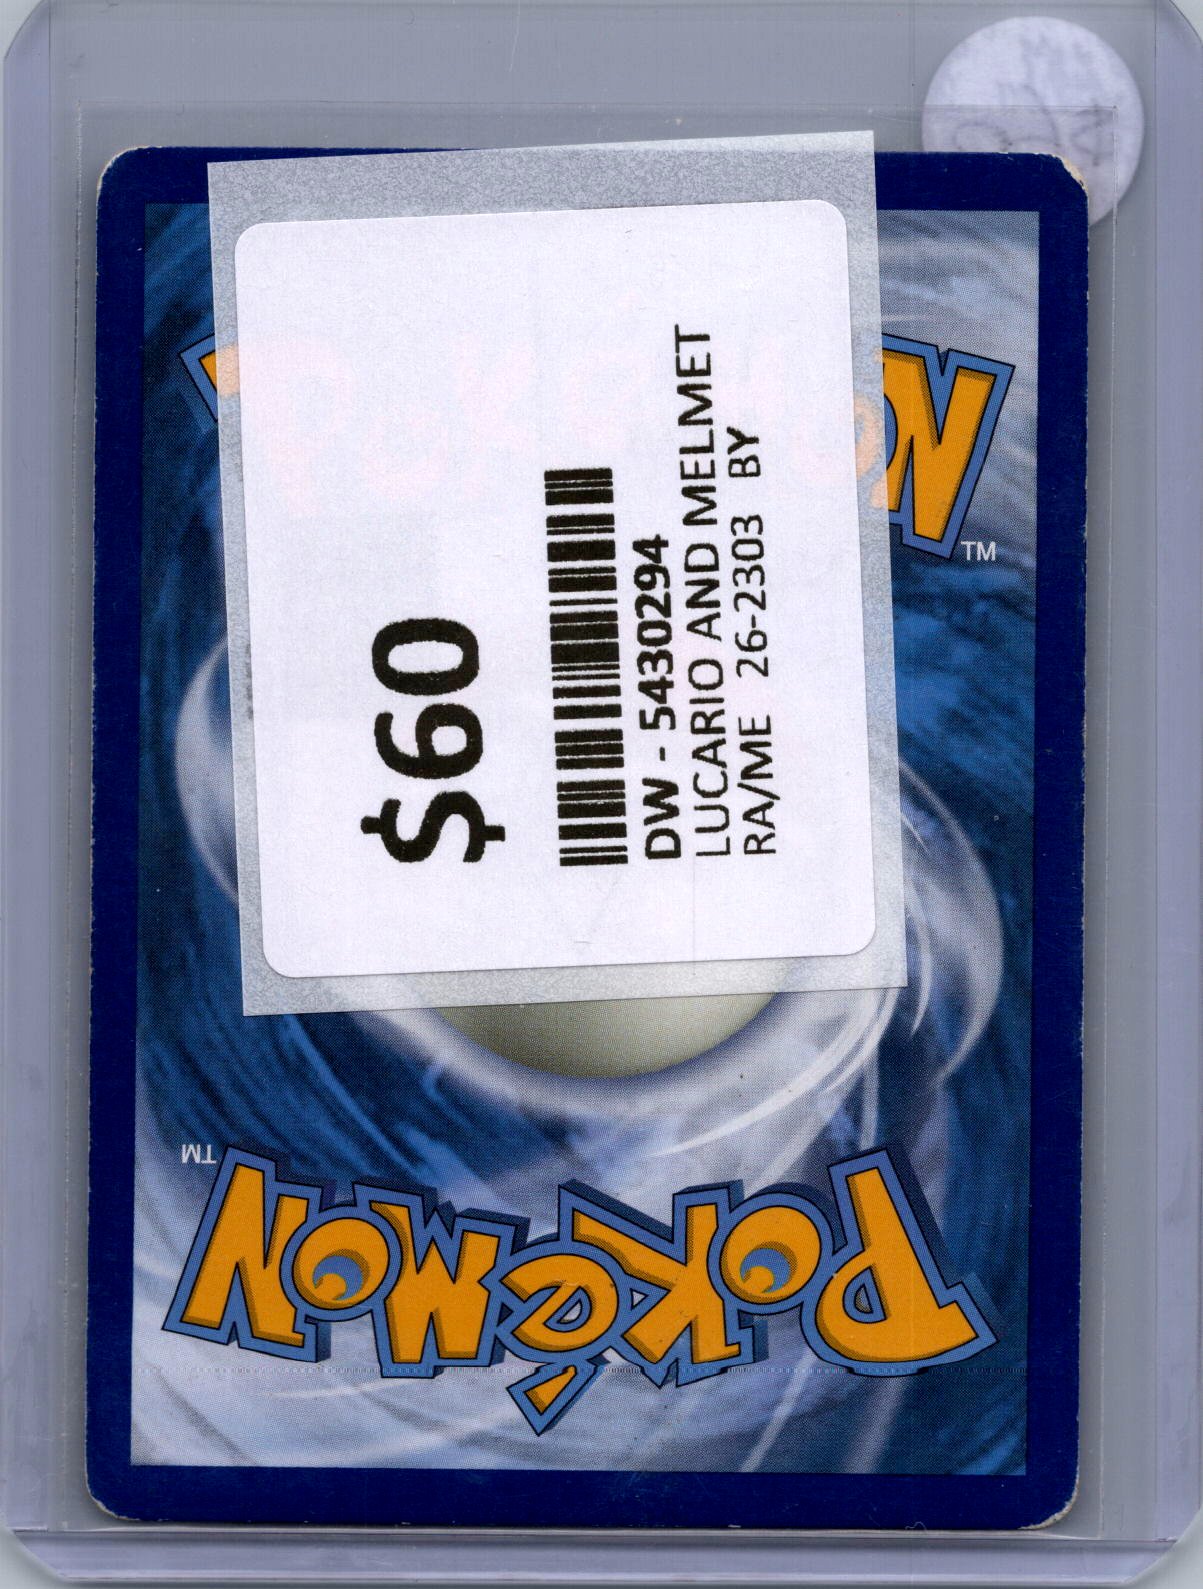 $60
DW - 5430294
LUCARIO AND MELMET
RA/ME 26-2303 BY
TM
POKéMON
TM